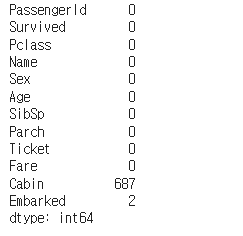 PassengerId 0
Survived 0
Pclass 0
Name 0
Sex 0
Age 0
SibSp 0
Parch 0
Ticket 0
Fare 0
Cabin 687
Embarked 2
dtype: int64